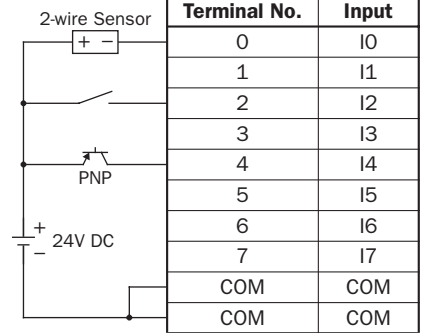 2-wire Sensor
+ −
PNP
+
24V DC
−
Terminal No. Input
0 I0
1 I1
2 I2
3 I3
4 I4
5 I5
6 I6
7 I7
COM COM
COM COM